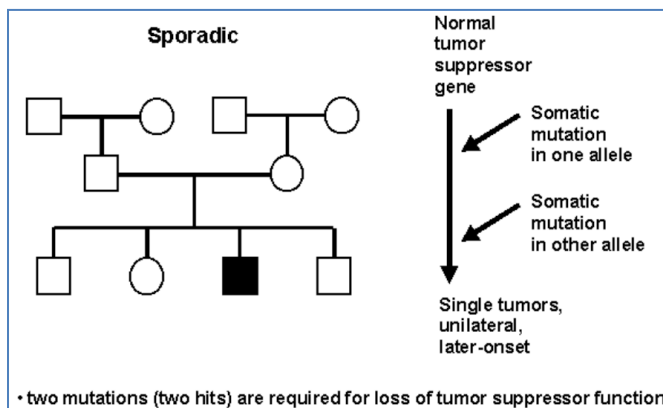 Sporadic
Normal
tumor
suppressor
gene
Somatic
mutation
in one allele
Somatic
mutation
in other allele
Single tumors,
unilateral,
later-onset
• two mutations (two hits) are required for loss of tumor suppressor function